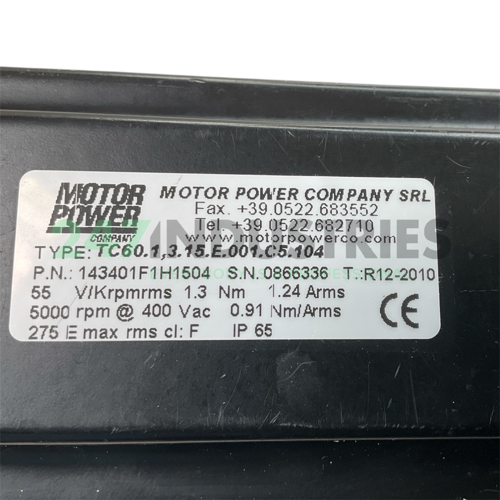 MOTOR POWER COMPANY
MOTOR POWER COMPANY SRL
Fax. +39.0522.683552
Tel. +39.0522.682710
www.motorpowerco.com
TYPE: TC60.1,3.15.E.001.C5.104
P.N.: 143401F1H1504 S.N. 0866336 T.:R12-2010
55 V/Krpmrms 1.3 Nm 1.24 Arms
5000 rpm @ 400 Vac 0.91 Nm/Arms
275 E max rms cl: F IP 65
CE